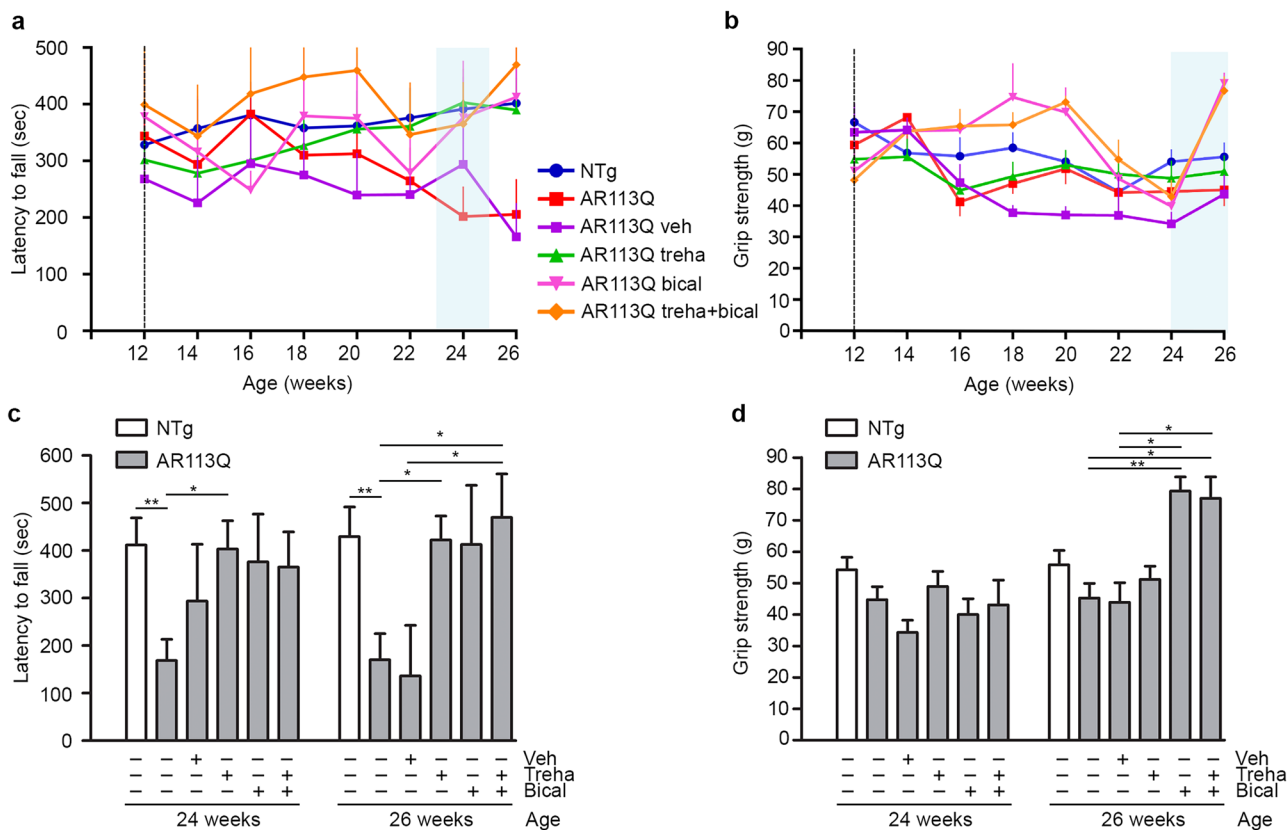 a
Latency to fall (sec)
500
400
300
200
100
0
12 14 16 18 20 22 24 26
Age (weeks)
NTg
AR113Q
AR113Q veh
AR113Q treha
AR113Q bical
AR113Q treha+bical
b
Grip strength (g)
90
80
70
60
50
40
30
20
10
0
12 14 16 18 20 22 24 26
Age (weeks)
c
NTg
AR113Q
Latency to fall (sec)
600
500
400
300
200
100
0
** * ** * * *
− − + − − − − − + − − − Veh
− − − + − + − − − + − + Treha
− − − − + + − − − − + + Bical
24 weeks 26 weeks Age
d
NTg
AR113Q
Grip strength (g)
90
80
70
60
50
40
30
20
10
0
*
*
*
**
− − + − − − − − + − − − Veh
− − − + − + − − − + − + Treha
− − − − + + − − − − + + Bical
24 weeks 26 weeks Age